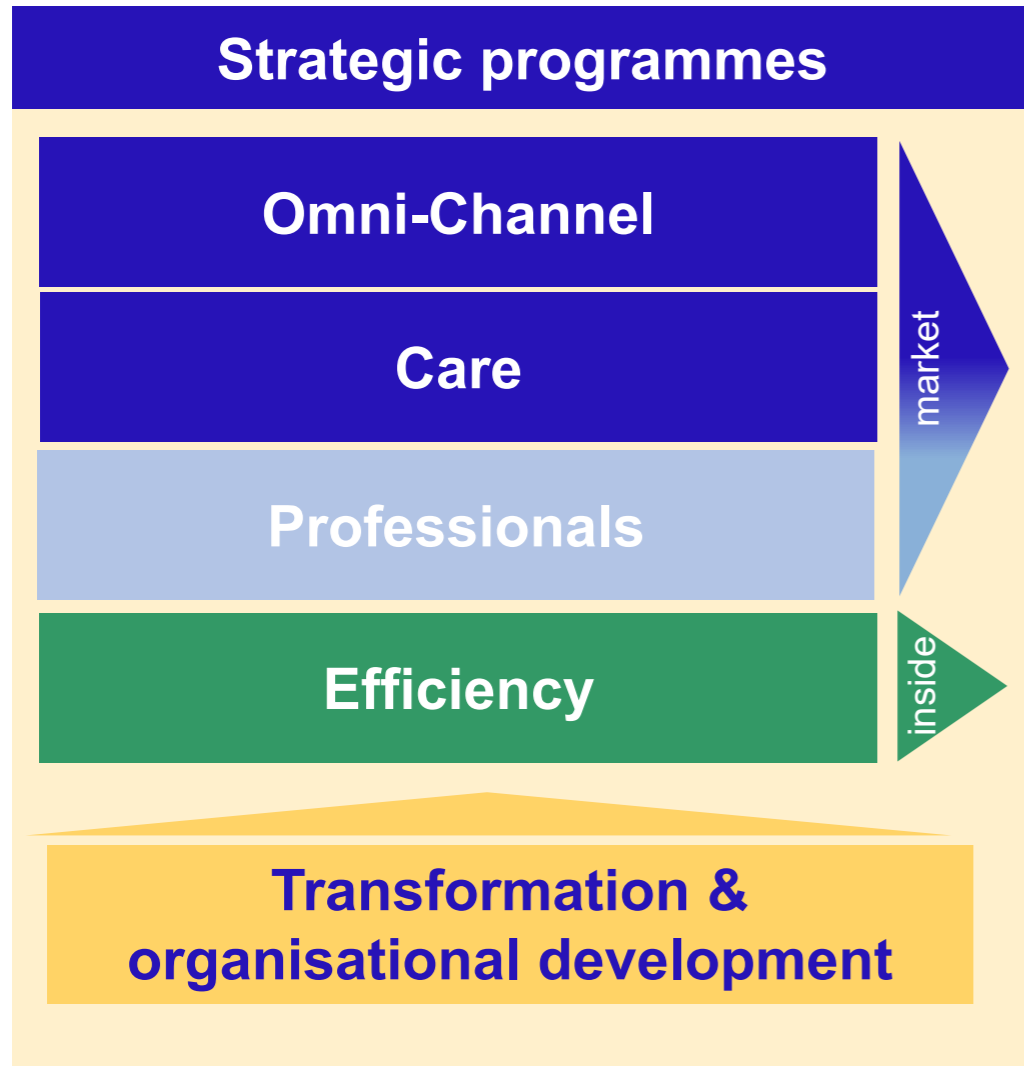 Strategic programmes
Omni-Channel
Care
market
Professionals
Efficiency
inside
Transformation &
organisational development